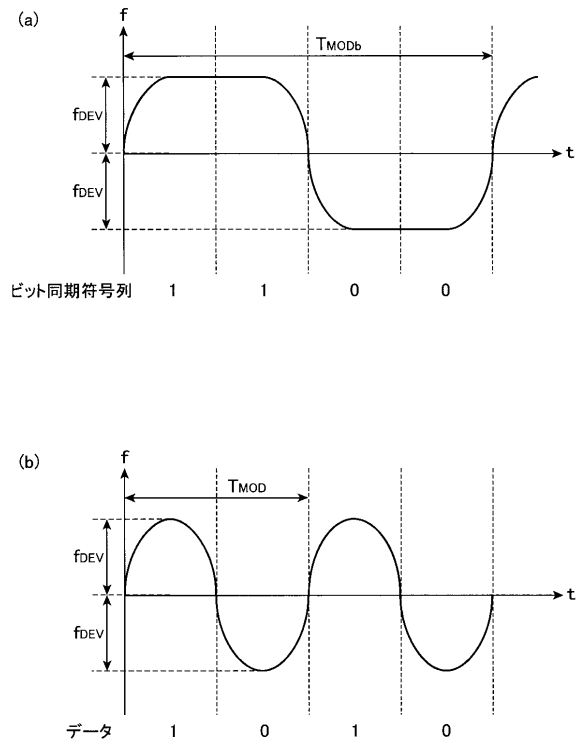 (a)
f
TMODb
fDEV
t
fDEV
ビット同期符号列 1 1 0 0
(b)
f
TMOD
fDEV
t
fDEV
データ 1 0 1 0